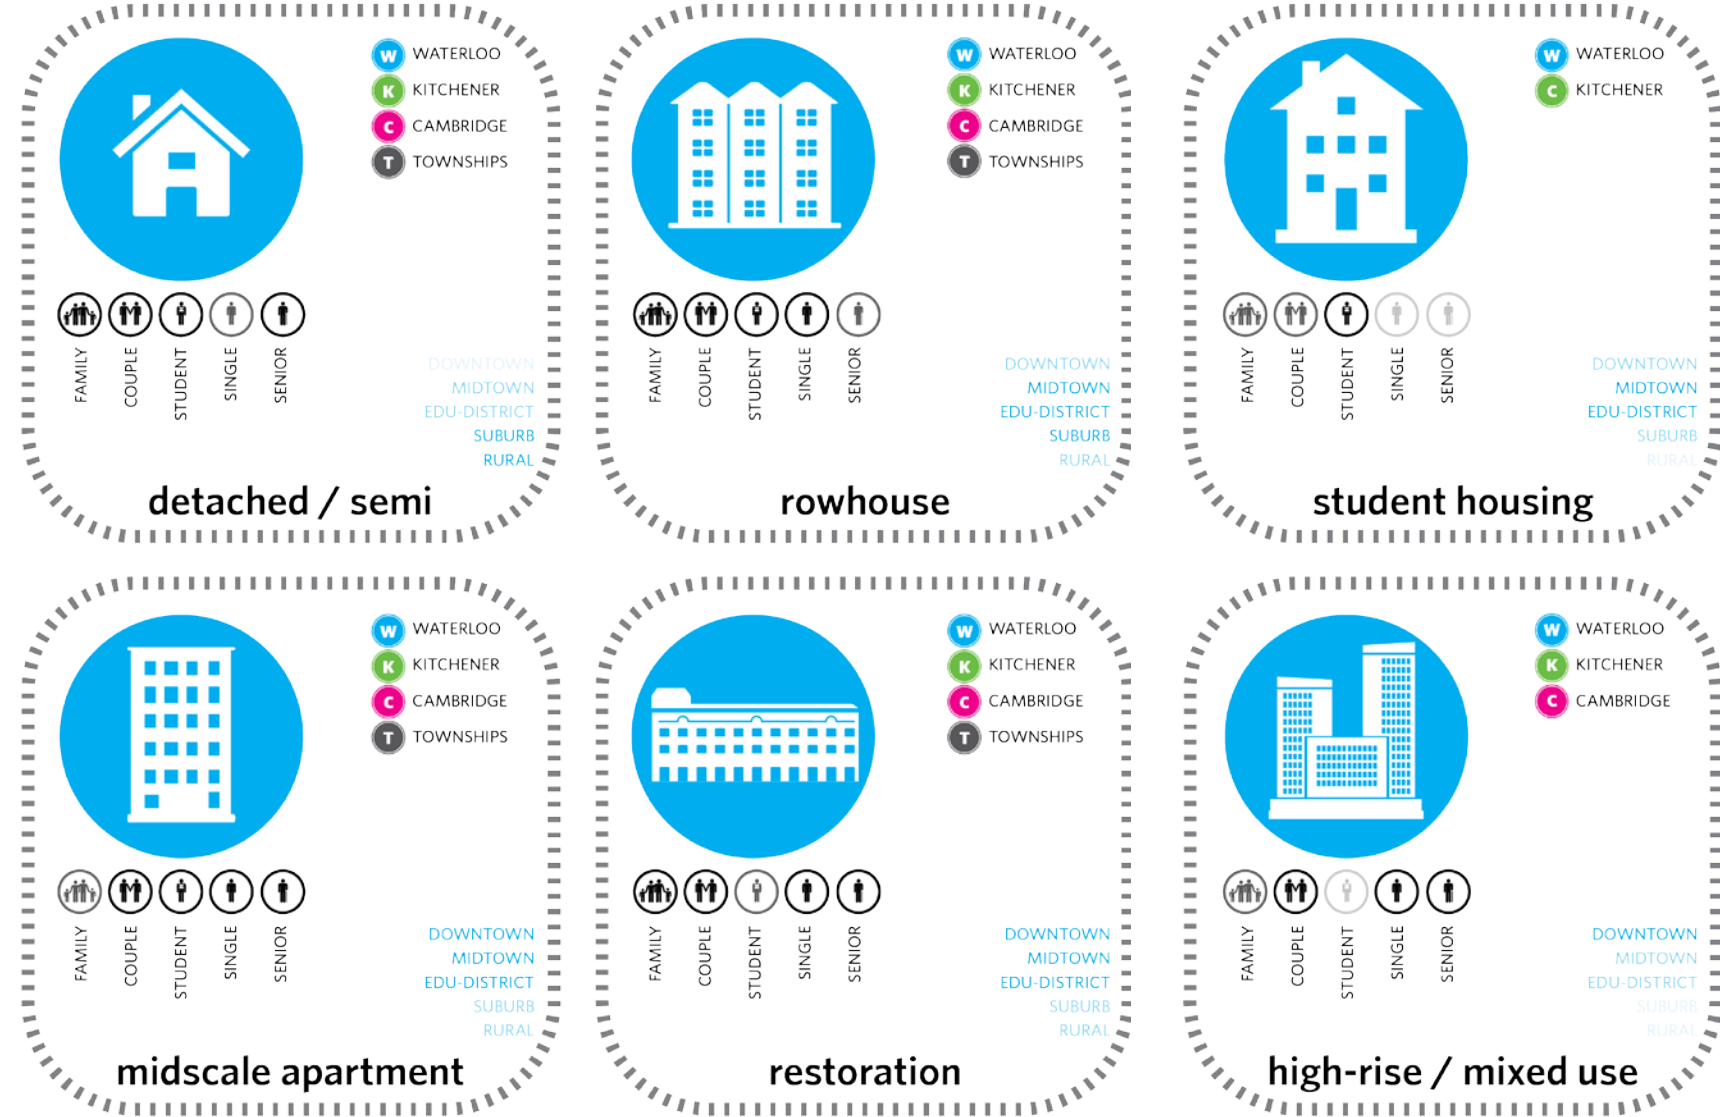 W WATERLOO
K KITCHENER
C CAMBRIDGE
T TOWNSHIPS
FAMILY
COUPLE
STUDENT
SINGLE
SENIOR
DOWNTOWN
MIDTOWN
EDU-DISTRICT
SUBURB
RURAL
detached / semi
W WATERLOO
K KITCHENER
C CAMBRIDGE
T TOWNSHIPS
FAMILY
COUPLE
STUDENT
SINGLE
SENIOR
DOWNTOWN
MIDTOWN
EDU-DISTRICT
SUBURB
RURAL
rowhouse
W WATERLOO
C KITCHENER
FAMILY
COUPLE
STUDENT
SINGLE
SENIOR
DOWNTOWN
MIDTOWN
EDU-DISTRICT
SUBURB
RURAL
student housing
W WATERLOO
K KITCHENER
C CAMBRIDGE
T TOWNSHIPS
FAMILY
COUPLE
STUDENT
SINGLE
SENIOR
DOWNTOWN
MIDTOWN
EDU-DISTRICT
SUBURB
RURAL
midscale apartment
W WATERLOO
K KITCHENER
C CAMBRIDGE
T TOWNSHIPS
FAMILY
COUPLE
STUDENT
SINGLE
SENIOR
DOWNTOWN
MIDTOWN
EDU-DISTRICT
SUBURB
RURAL
restoration
W WATERLOO
K KITCHENER
C CAMBRIDGE
FAMILY
COUPLE
STUDENT
SINGLE
SENIOR
DOWNTOWN
MIDTOWN
EDU-DISTRICT
SUBURB
RURAL
high-rise / mixed use